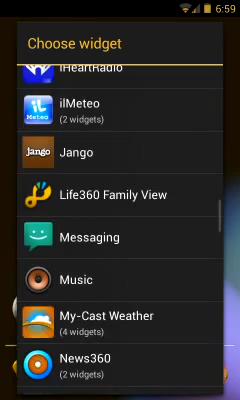 6:59
Choose widget
iHeartRadio
iL
Meteo
ilMeteo
(2 widgets)
jango
Jango
Life360 Family View
Messaging
Music
My-Cast Weather
(4 widgets)
News360
(2 widgets)